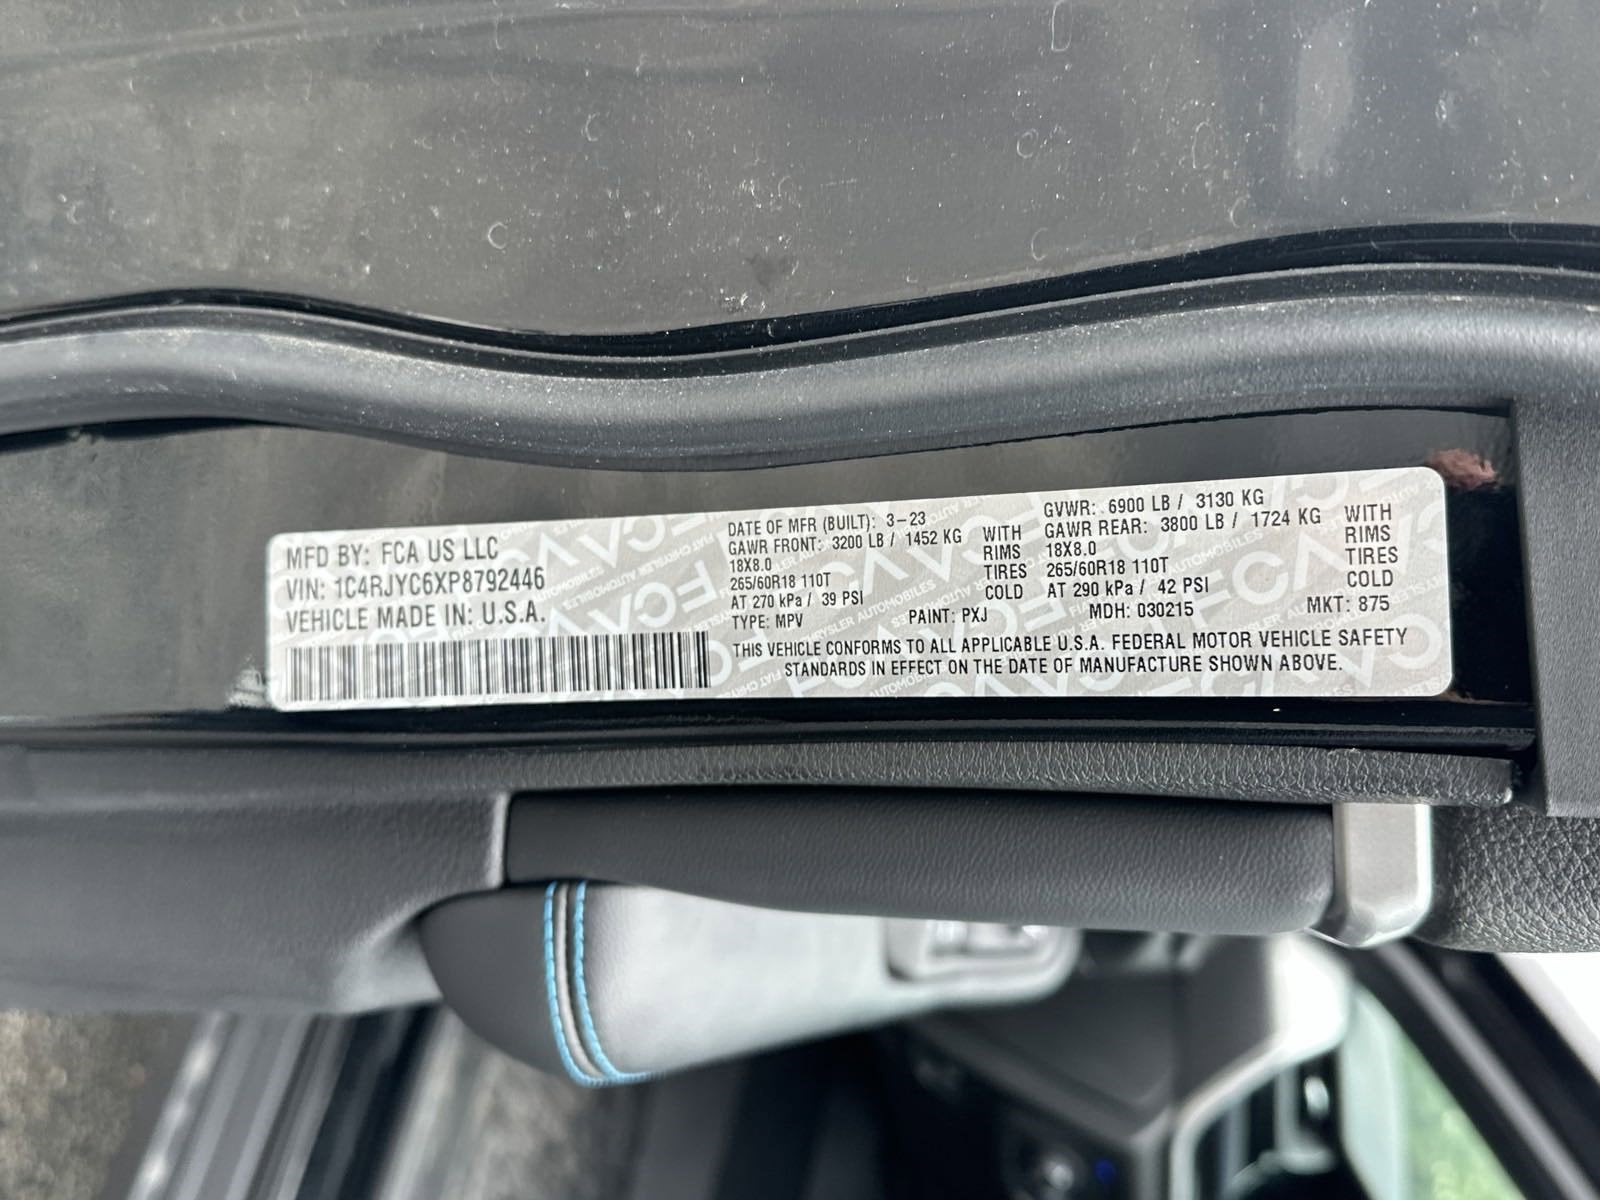 MFD BY: FCA US LLC
VIN: 1C4RJYC6XP8792446
VEHICLE MADE IN: U.S.A.
DATE OF MFR (BUILT): 3-23
GAWR FRONT: 3200 LB / 1452 KG WITH
18X8.0 RIMS
265/60R18 110T TIRES
AT 270 kPa / 39 PSI COLD
GVWR: 6900 LB / 3130 KG
GAWR REAR: 3800 LB / 1724 KG WITH
18X8.0 RIMS
265/60R18 110T TIRES
AT 290 kPa / 42 PSI COLD
TYPE: MPV PAINT: PXJ MDH: 030215 MKT: 875
THIS VEHICLE CONFORMS TO ALL APPLICABLE U.S.A. FEDERAL MOTOR VEHICLE SAFETY
STANDARDS IN EFFECT ON THE DATE OF MANUFACTURE SHOWN ABOVE.